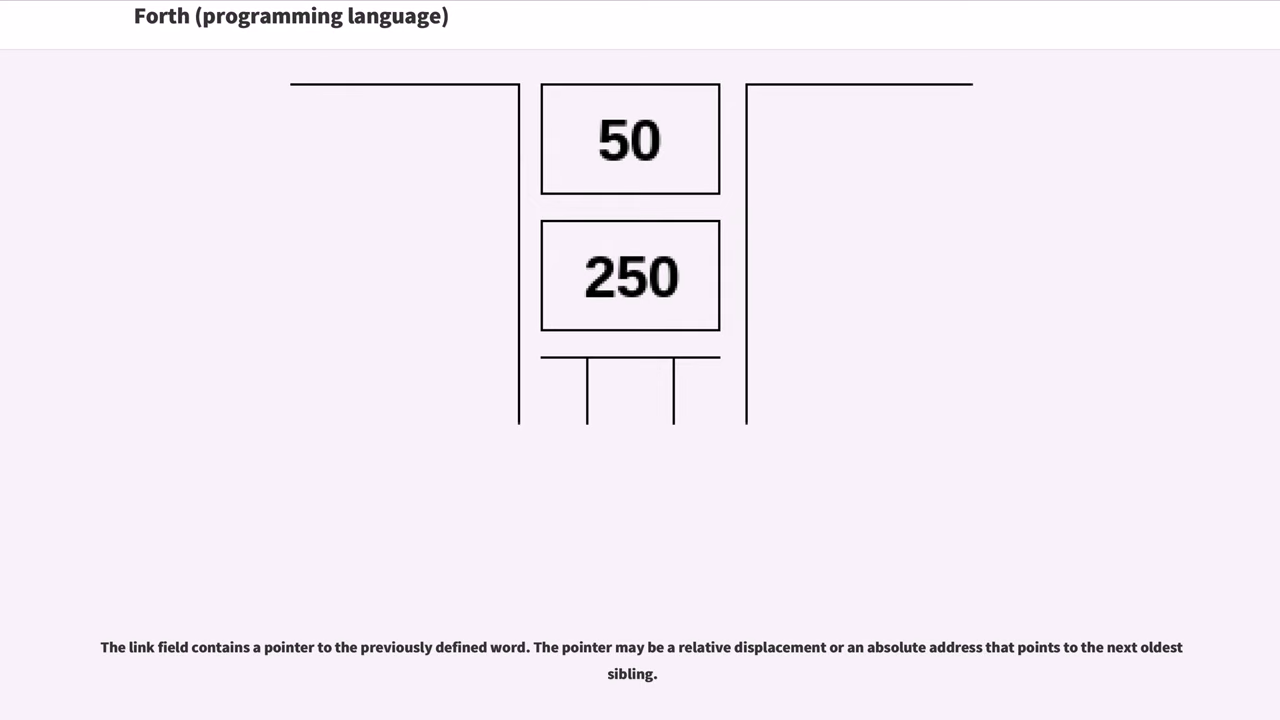 Forth (programming language)
50
250
The link field contains a pointer to the previously defined word. The pointer may be a relative displacement or an absolute address that points to the next oldest
sibling.